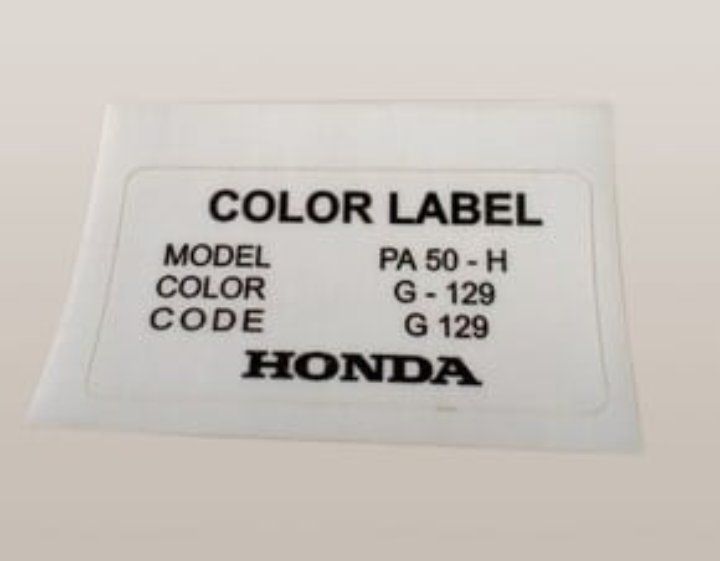 COLOR LABEL
MODEL PA 50 - H
COLOR G - 129
CODE G 129
HONDA